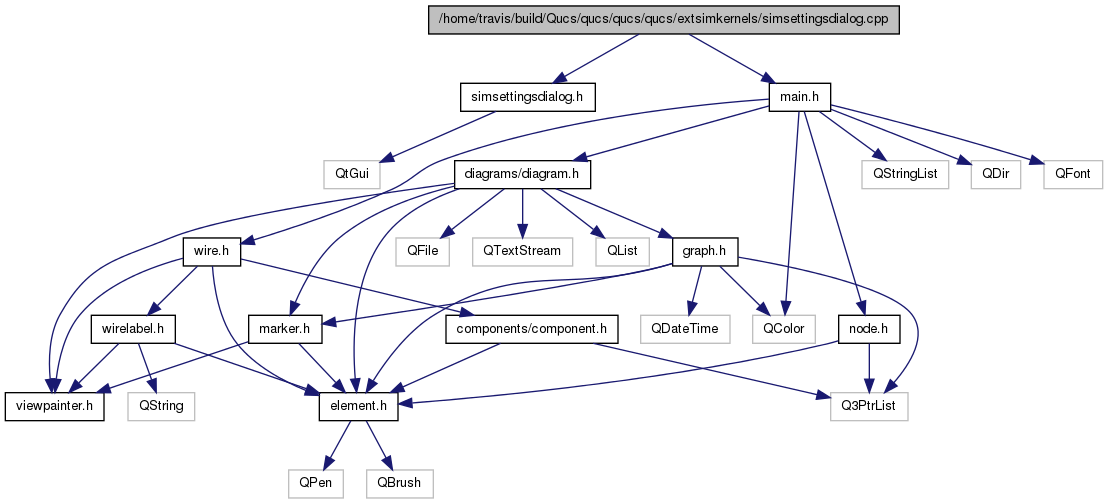 /home/travis/build/Qucs/qucs/qucs/qucs/extsimkernels/simsettingsdialog.cpp
simsettingsdialog.h
main.h
QtGui
diagrams/diagram.h
QStringList
QDir
QFont
wire.h
QFile
QTextStream
QList
graph.h
wirelabel.h
marker.h
components/component.h
QDateTime
QColor
node.h
viewpainter.h
QString
element.h
Q3PtrList
QPen
QBrush